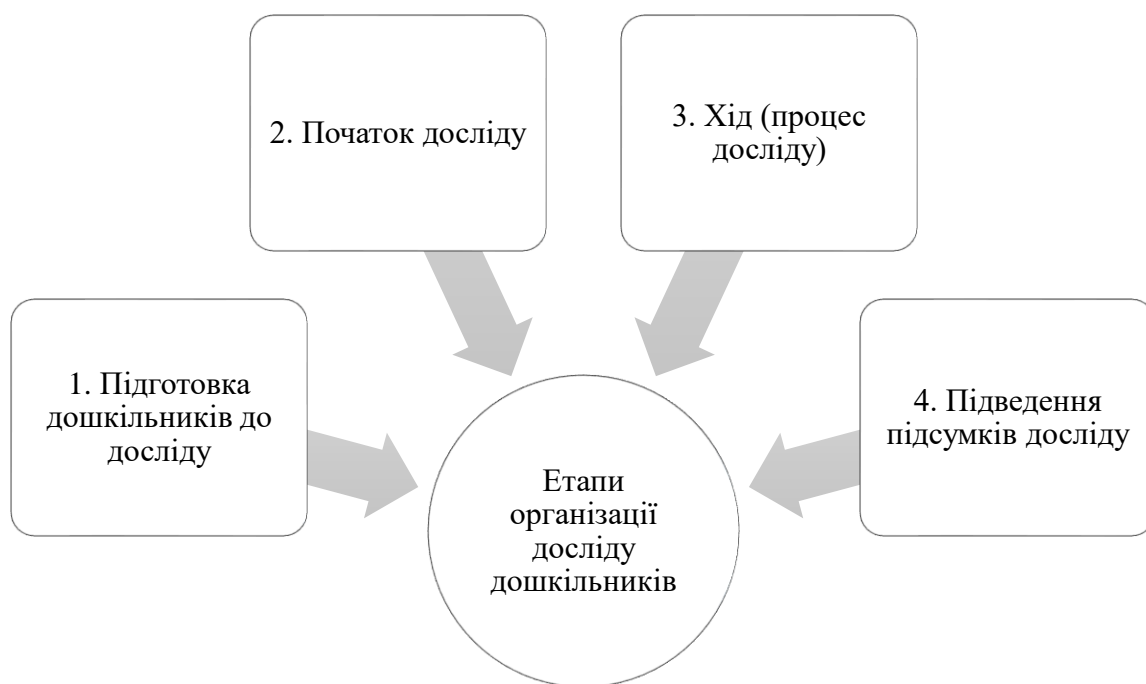 2. Початок досліду
3. Хід (процес
досліду)
1. Підготовка
дошкільників до
досліду
4. Підведення
підсумків досліду
Етапи
організації
досліду
дошкільників